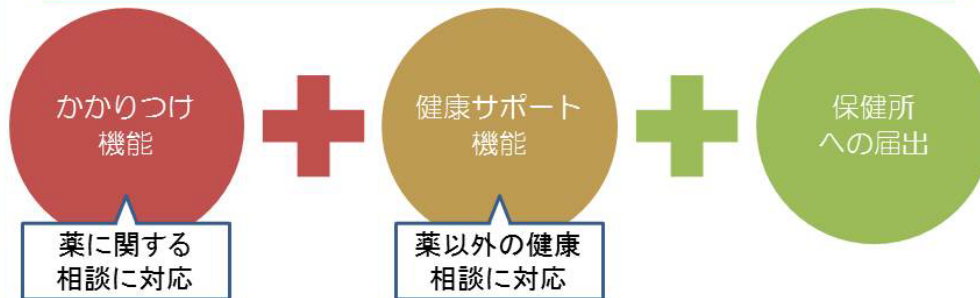 かかりつけ
機能
健康サポート
機能
保健所
への届出
薬に関する
相談に対応
薬以外の健康
相談に対応